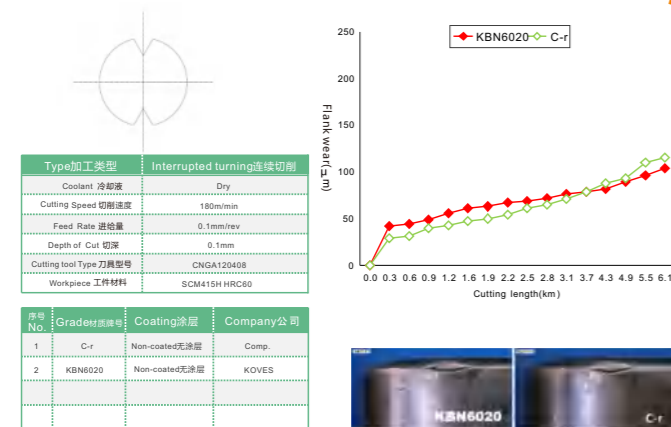 Type加工类型 Interrupted turning连续切削
Coolant 冷却液 Dry
Cutting Speed 切削速度 180m/min
Feed Rate 进给量 0.1mm/rev
Depth of Cut 切深 0.1mm
Cutting tool Type 刀具型号 CNGA120408
Workpiece 工件材料 SCM415H HRC60
序号
No. Grade材质牌号 Coating涂层 Company公司
1 C-r Non-coated无涂层 Comp.
2 KBN6020 Non-coated无涂层 KOVES
KBN6020 C-r
250
200
150
100
50
0
Flank wear(μm)
0.0 0.3 0.6 0.9 1.2 1.6 1.9 2.2 2.5 2.8 3.1 3.7 4.3 4.9 5.5 6.1
Cutting length(km)
KBN6020
C-r